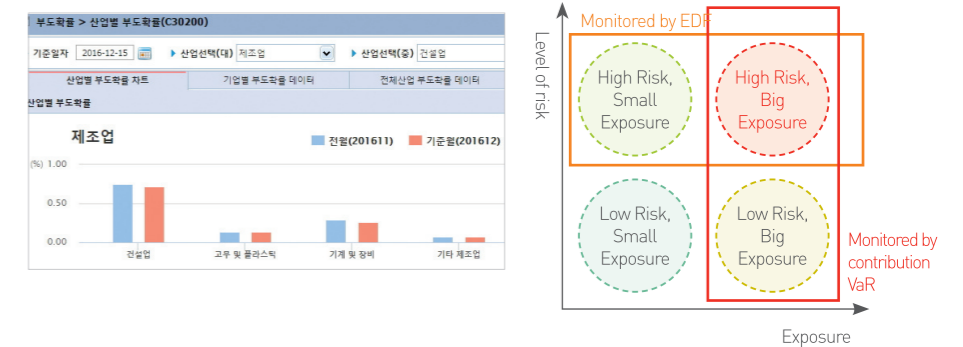 부도확률 > 산업별 부도확률(C30200)
기준일자 2016-12-15 산업선택(대) 제조업 산업선택(중) 건설업
산업별 부도확률 차트 기업별 부도확률 데이터 전체산업 부도확률 데이터
산업별 부도확률
제조업
전월(201611) 기준월(201612)
(%) 1.00
0.50
0.00
건설업 고무 및 플라스틱 기계 및 장비 기타 제조업
Monitored by EDF
Level of risk
High Risk,
Small
Exposure
High Risk,
Big
Exposure
Low Risk,
Small
Exposure
Low Risk,
Big
Exposure
Monitored by
contribution
VaR
Exposure